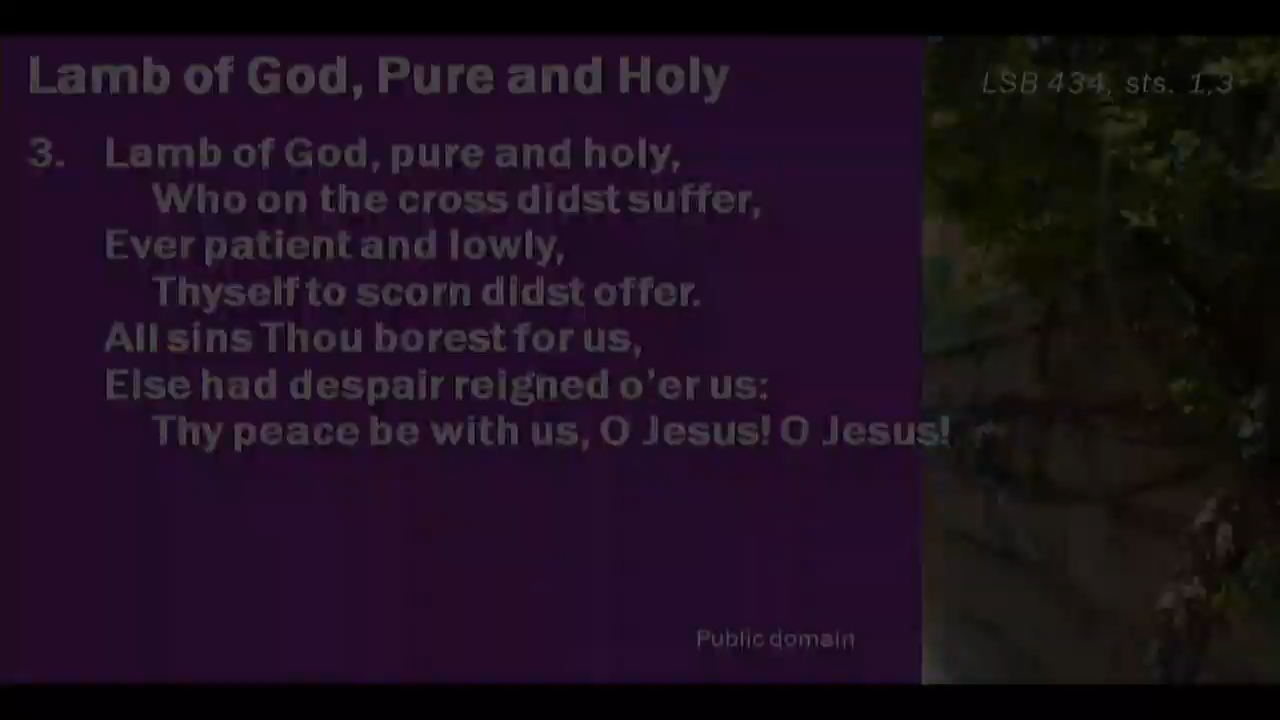 Lamb of God, Pure and Holy
LSB 434, sts. 1,3
3. Lamb of God, pure and holy,
Who on the cross didst suffer,
Ever patient and lowly,
Thyself to scorn didst offer.
All sins Thou borest for us,
Else had despair reigned o'er us:
Thy peace be with us, O Jesus! O Jesus!
Public domain